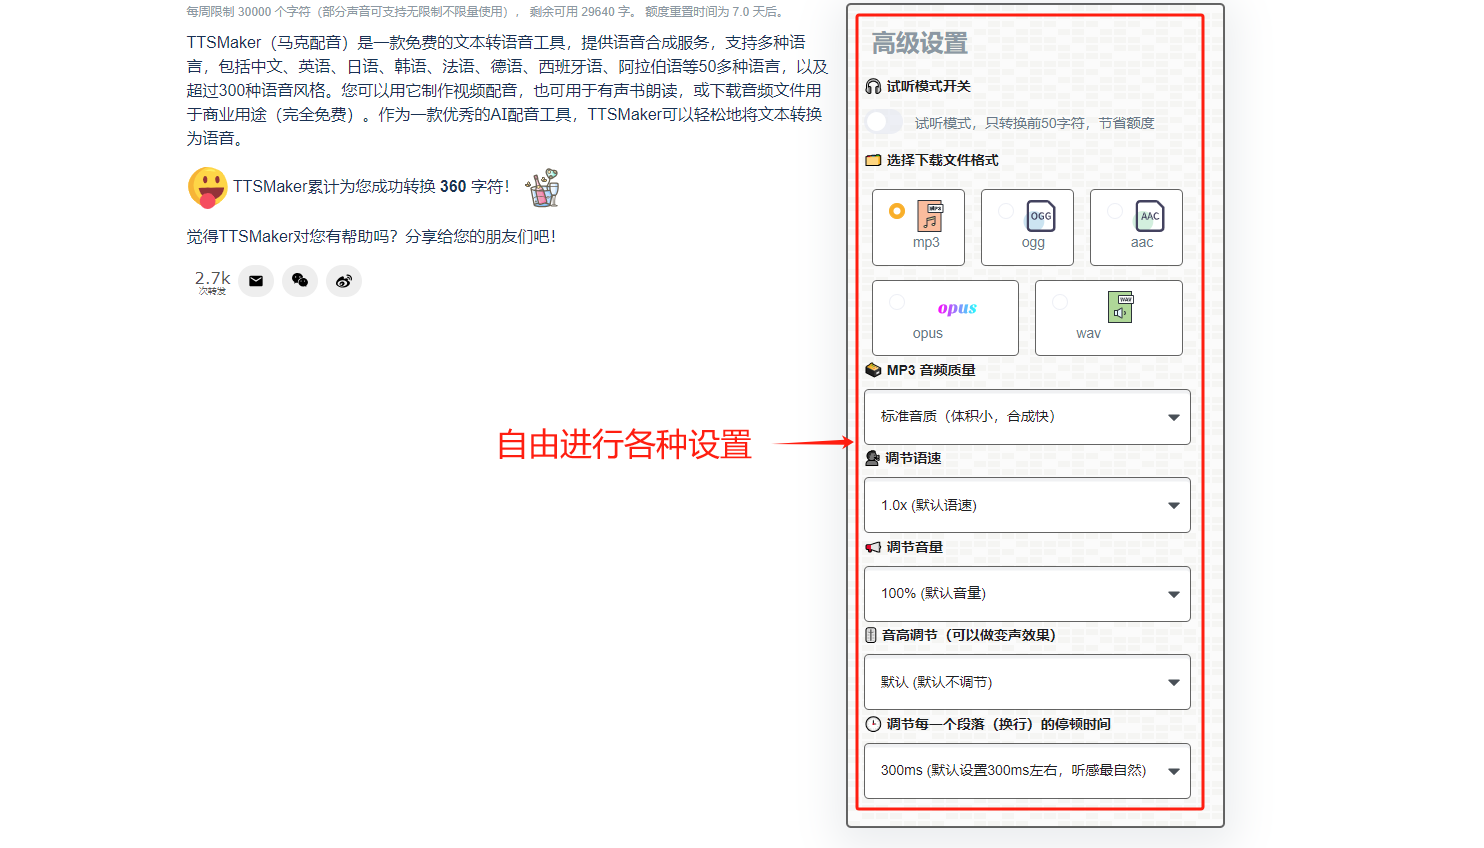 每周限制 30000 个字符（部分声音可支持无限制不限量使用），剩余可用 29640 字。 额度重置时间为 7.0 天后。
TTSMaker（马克配音）是一款免费的文本转语音工具，提供语音合成服务，支持多种语
言，包括中文、英语、日语、韩语、法语、德语、西班牙语、阿拉伯语等50多种语言，以及
超过300种语音风格。您可以用它制作视频配音，也可用于有声书朗读，或下载音频文件用
于商业用途（完全免费）。作为一款优秀的AI配音工具，TTSMaker可以轻松地将文本转换
为语音。
TTSMaker累计为您成功转换 360 字符！
觉得TTSMaker对您有帮助吗？分享给您的朋友们吧！
2.7k
次转发
自由进行各种设置
高级设置
试听模式开关
试听模式，只转换前50字符，节省额度
选择下载文件格式
MP3
mp3
OGG
ogg
AAC
aac
opus
opus
WAV
wav
MP3 音频质量
标准音质（体积小，合成快）
调节语速
1.0x (默认语速)
调节音量
100% (默认音量)
音高调节（可以做变声效果）
默认 (默认不调节)
调节每一个段落（换行）的停顿时间
300ms (默认设置300ms左右，听感最自然)